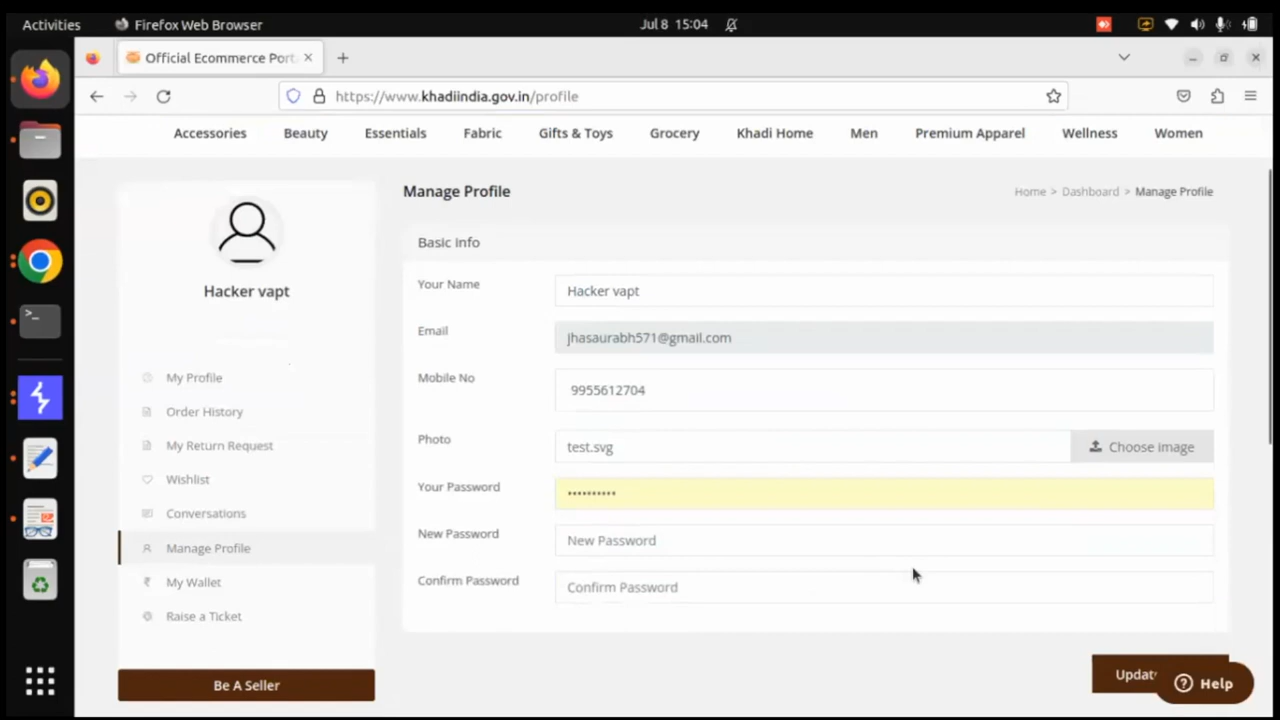 Activities Firefox Web Browser Jul 8 15:04
Official Ecommerce Port
https://www.khadiindia.gov.in/profile
Accessories Beauty Essentials Fabric Gifts & Toys Grocery Khadi Home Men Premium Apparel Wellness Women
Manage Profile Home > Dashboard > Manage Profile
Basic info
Hacker vapt
Your Name Hacker vapt
Email jhasaurabh571@gmail.com
Mobile No 9955612704
Photo test.svg Choose image
Your Password ••••••••••
New Password New Password
Confirm Password Confirm Password
My Profile
Order History
My Return Request
Wishlist
Conversations
Manage Profile
My Wallet
Raise a Ticket
Be A Seller
Updat
Help